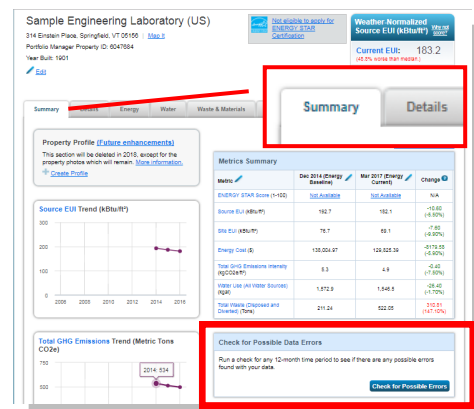 Sample Engineering Laboratory (US)
314 Einstein Place, Springfield, VT 05156 | Map It
Portfolio Manager Property ID: 6047684
Year Built: 1901
Edit
Not eligible to apply for
ENERGY STAR
Certification
Weather-Normalized
Source EUI (kBtu/ft²) Why not
score?
Current EUI: 183.2
(45.8% worse than median.)
Summary Details Energy Water Waste & Materials
Summary Details
Property Profile (Future enhancements)
This section will be deleted in 2018, except for the
property photos which will remain. More information.
Create Profile
Source EUI Trend (kBtu/ft²)
300
200
100
0
2006 2008 2010 2012 2014 2016
Total GHG Emissions Trend (Metric Tons
CO2e)
750
500
2014: 534
Metrics Summary
Metric Dec 2014 (Energy Baseline) Mar 2017 (Energy Current) Change
ENERGY STAR Score (1-100) Not Available Not Available N/A
Source EUI (kBtu/ft²) 192.7 182.1 -10.60 (-5.50%)
Site EUI (kBtu/ft²) 76.7 69.1 -7.60 (-9.90%)
Energy Cost ($) 138,004.97 129,825.39 -8179.58 (-5.90%)
Total GHG Emissions Intensity (kgCO2e/ft²) 5.3 4.9 -0.40 (-7.50%)
Water Use (All Water Sources) (kgal) 1,572.9 1,546.5 -26.40 (-1.70%)
Total Waste (Disposed and Diverted) (Tons) 211.24 522.05 310.81 (147.10%)
Check for Possible Data Errors
Run a check for any 12-month time period to see if there are any possible errors
found with your data.
Check for Possible Errors